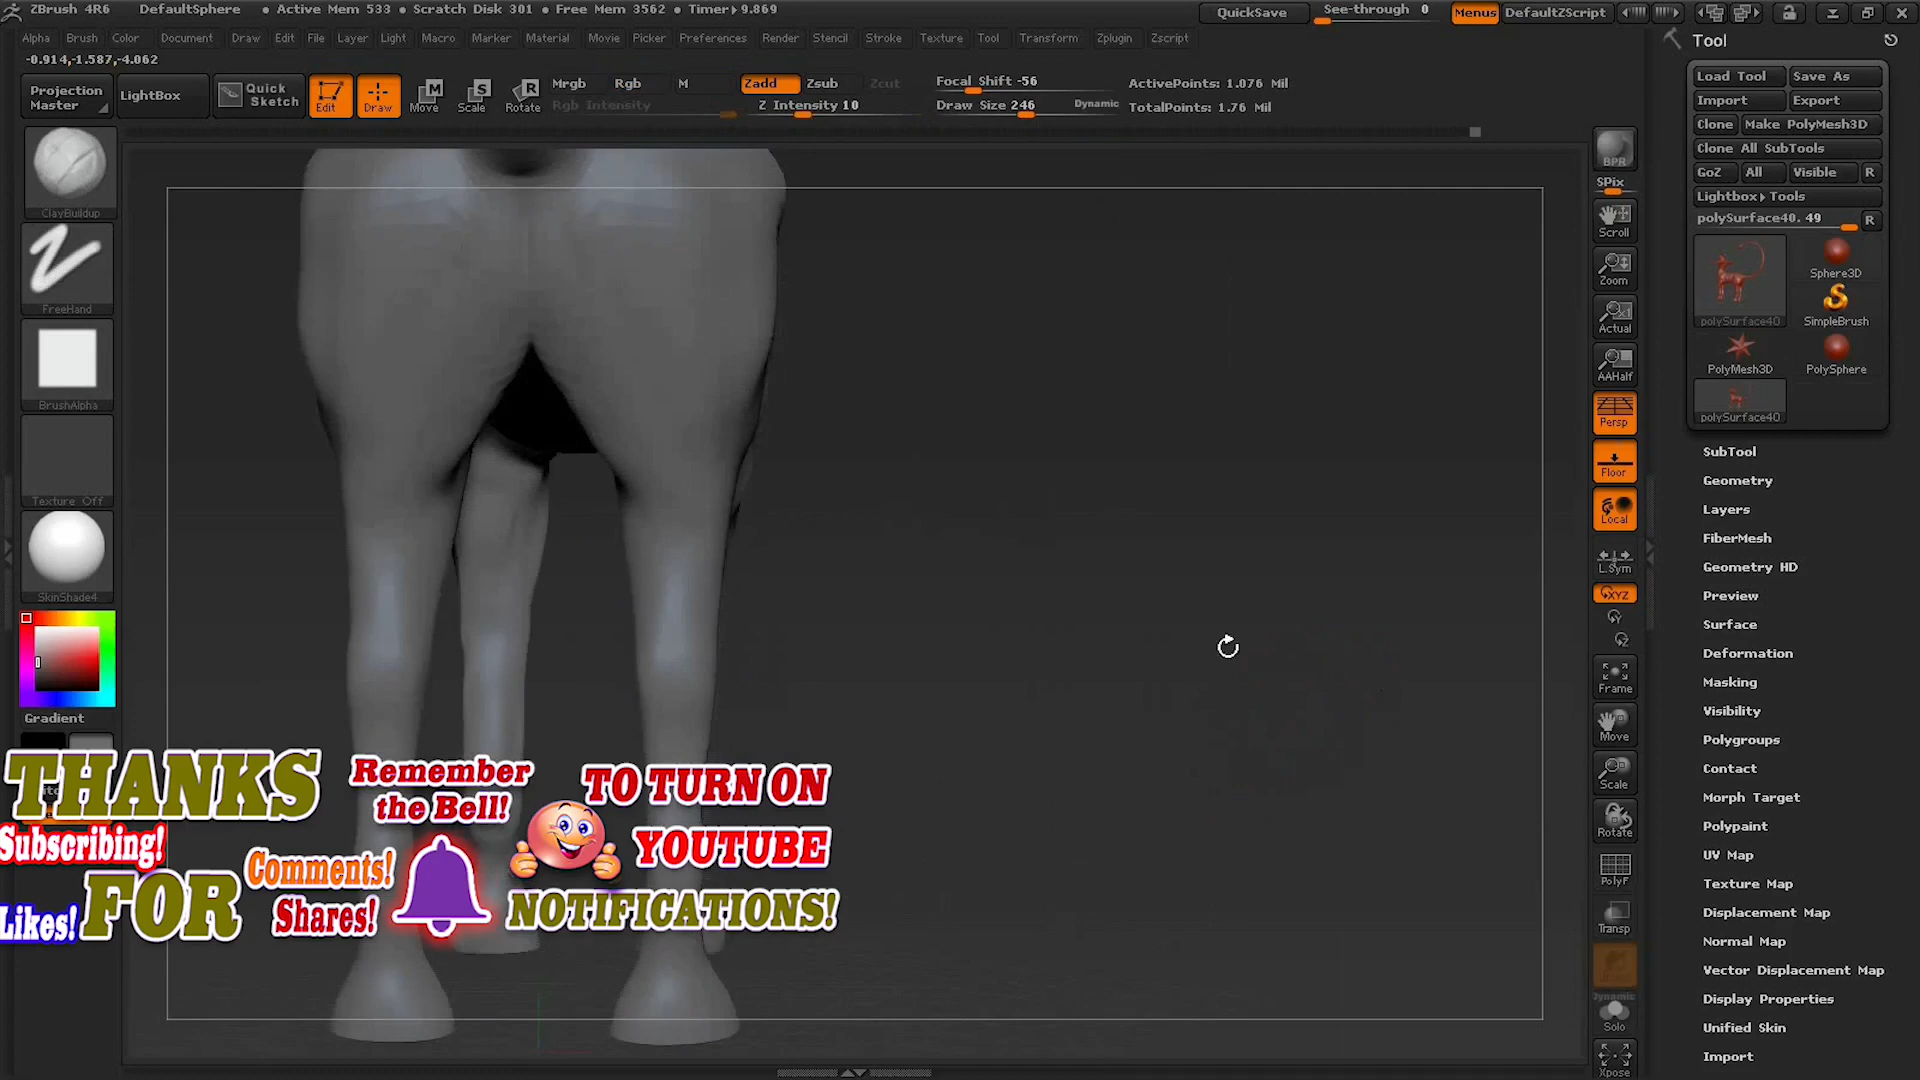 ZBrush 4R6 DefaultSphere • Active Mem 533 • Scratch Disk 301 • Free Mem 3562 • Timer▸9.869 QuickSave See-through 0 Menus DefaultZScript
Alpha Brush Color Document Draw Edit File Layer Light Macro Marker Material Movie Picker Preferences Render Stencil Stroke Texture Tool Transform Zplugin Zscript
-0.914,-1.587,-4.062
Projection Master
LightBox
Quick Sketch
Edit
Draw
Move
Scale
Rotate
Mrgb Rgb M
Rgb Intensity
Zadd Zsub Zcut
Z Intensity 10
Focal Shift -56
Draw Size 246 Dynamic
ActivePoints: 1.076 Mil
TotalPoints: 1.76 Mil
ClayBuildup
FreeHand
BrushAlpha
Texture Off
SkinShade4
Gradient
THANKS
Subscribing!
Likes!
FOR
Remember
the Bell!
Comments!
Shares!
TO TURN ON
YOUTUBE
NOTIFICATIONS!
BPR
SPix
Scroll
Zoom
Actual
AAHalf
Persp
Floor
Local
L.Sym
XYZ
Y
Z
Frame
Move
Scale
Rotate
PolyF
Transp
Dynamic
Solo
Xpose
Tool
Load Tool Save As
Import Export
Clone Make PolyMesh3D
Clone All SubTools
GoZ All Visible R
Lightbox▸Tools
polySurface40. 49 R
polySurface40
Sphere3D
SimpleBrush
PolyMesh3D
PolySphere
polySurface40
SubTool
Geometry
Layers
FiberMesh
Geometry HD
Preview
Surface
Deformation
Masking
Visibility
Polygroups
Contact
Morph Target
Polypaint
UV Map
Texture Map
Displacement Map
Normal Map
Vector Displacement Map
Display Properties
Unified Skin
Import